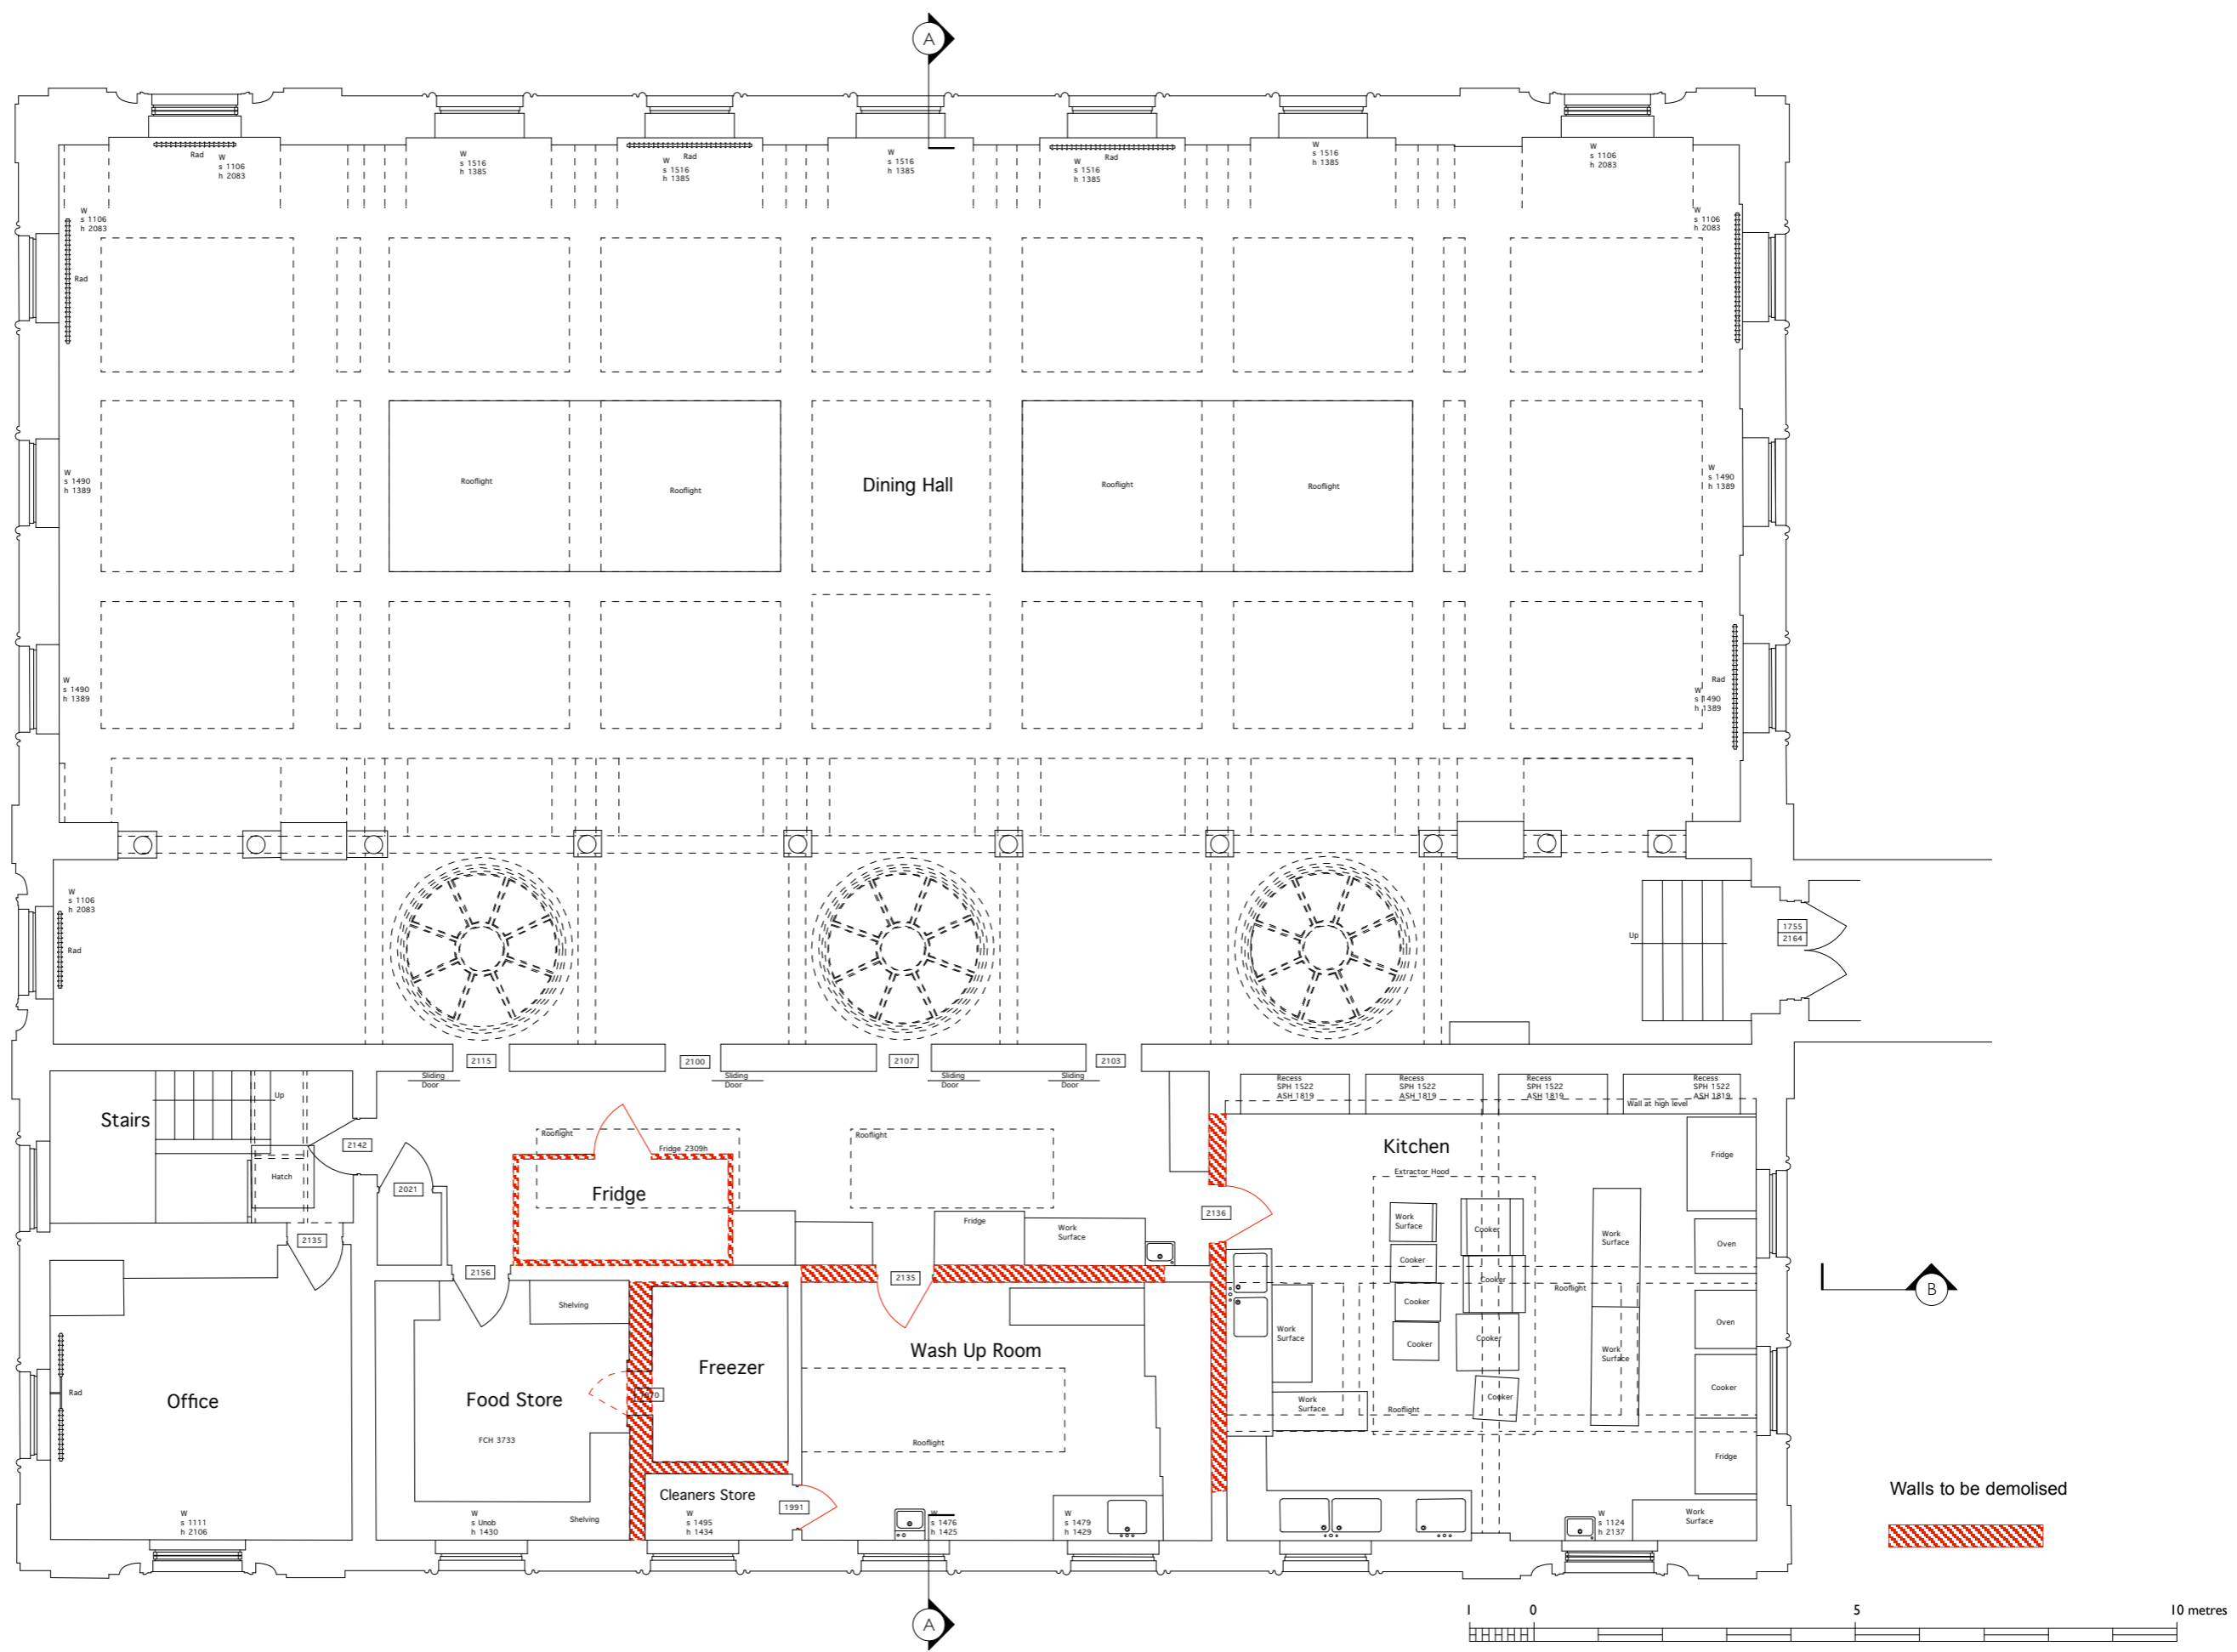 A
Rad
W
s 1106
h 2083
W
s 1516
h 1385
Rad
W
s 1516
h 1385
W
s 1516
h 1385
Rad
W
s 1516
h 1385
W
s 1516
h 1385
W
s 1106
h 2083
W
s 1106
h 2083
Rad
W
s 1106
h 2083
W
s 1490
h 1389
Rooflight
Rooflight
Dining Hall
Rooflight
Rooflight
W
s 1490
h 1389
W
s 1490
h 1389
Rad
W
s 1490
h 1389
W
s 1106
h 2083
Rad
Up
1755
2164
2115
2100
2107
2103
Sliding
Door
Sliding
Door
Sliding
Door
Sliding
Door
Recess
SPH 1522
ASH 1819
Recess
SPH 1522
ASH 1819
Recess
SPH 1522
ASH 1819
Recess
SPH 1522
ASH 1819
Wall at high level
Stairs
Up
2142
Hatch
2021
2135
2156
Rooflight
Fridge 2309h
Fridge
Rooflight
Fridge
Work
Surface
2135
2136
Kitchen
Extractor Hood
Fridge
Work
Surface
Cooker
Cooker
Cooker
Cooker
Cooker
Cooker
Cooker
Work
Surface
Rooflight
Work
Surface
Oven
Oven
Cooker
Fridge
Work
Surface
Work
Surface
Rooflight
Work
Surface
W
s 1124
h 2137
B
Office
Rad
W
s 1111
h 2106
Shelving
Food Store
FCH 3733
Shelving
W
s Unob
h 1430
Freezer
Cleaners Store
1991
W
s 1495
h 1434
Wash Up Room
Rooflight
W
s 1476
h 1425
W
s 1479
h 1429
Walls to be demolised
A
1
0
5
10 metres